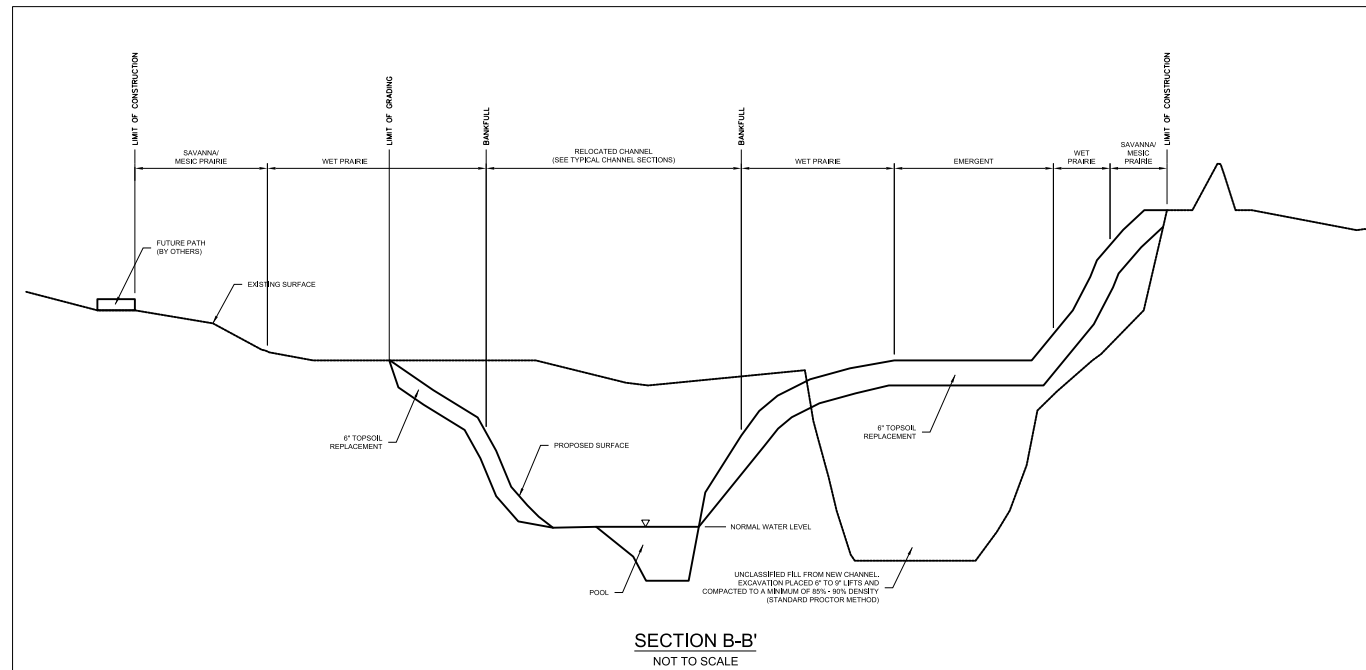 LIMIT OF CONSTRUCTION
LIMIT OF GRADING
BANKFULL
BANKFULL
LIMIT OF CONSTRUCTION
SAVANNA/
MESIC PRAIRIE
WET PRAIRIE
RELOCATED CHANNEL
(SEE TYPICAL CHANNEL SECTIONS)
WET PRAIRIE
EMERGENT
WET
PRAIRIE
SAVANNA/
MESIC
PRAIRIE
FUTURE PATH
(BY OTHERS)
EXISTING SURFACE
6" TOPSOIL
REPLACEMENT
PROPOSED SURFACE
6" TOPSOIL
REPLACEMENT
NORMAL WATER LEVEL
POOL
UNCLASSIFIED FILL FROM NEW CHANNEL.
EXCAVATION PLACED 6" TO 9" LIFTS AND
COMPACTED TO A MINIMUM OF 85% - 90% DENSITY
(STANDARD PROCTOR METHOD)
SECTION B-B'
NOT TO SCALE